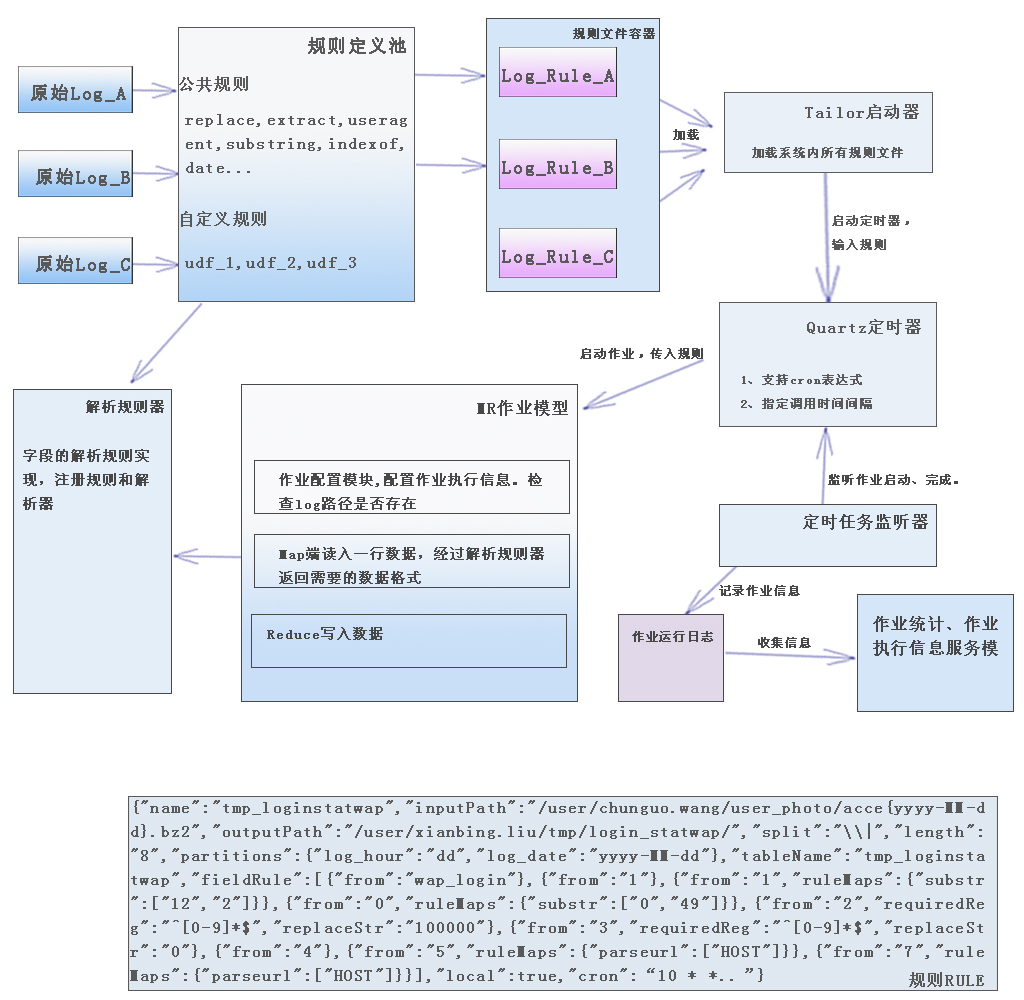 规则定义池
规则文件容器
原始Log_A
公共规则
replace,extract,userag
ent,substring,indexof,
date...
原始Log_B
自定义规则
原始Log_C
udf_1,udf_2,udf_3
Log_Rule_A
Log_Rule_B
Log_Rule_C
加载
Tailor启动器
加载系统内所有规则文件
启动定时器，
输入规则
Quartz定时器
1、支持cron表达式
2、指定调用时间间隔
启动作业，传入规则
解析规则器
字段的解析规则实
现，注册规则和解
析器
MR作业模型
作业配置模块,配置作业执行信息。检
查log路径是否存在
Map端读入一行数据，经过解析规则器
返回需要的数据格式
Reduce写入数据
监听作业启动、完成。
定时任务监听器
记录作业信息
作业运行日志
收集信息
作业统计、作业
执行信息服务模
{"name":"tmp_loginstatwap","inputPath":"/user/chunguo.wang/user_photo/acce{yyyy-MM-d
d}.bz2","outputPath":"/user/xianbing.liu/tmp/login_statwap/","split":"\\|","length":
"8","partitions":{"log_hour":"dd","log_date":"yyyy-MM-dd"},"tableName":"tmp_loginsta
twap","fieldRule":[{"from":"wap_login"},{"from":"1"},{"from":"1","ruleMaps":{"substr
":["12","2"]}},{"from":"0","ruleMaps":{"substr":["0","49"]}},{"from":"2","requiredRe
g":"^[0-9]*$","replaceStr":"100000"},{"from":"3","requiredReg":"^[0-9]*$","replaceSt
r":"0"},{"from":"4"},{"from":"5","ruleMaps":{"parseurl":["HOST"]}},{"from":"7","rule
Maps":{"parseurl":["HOST"]}}],"local":true,"cron":“10 * *.. ”}
规则RULE